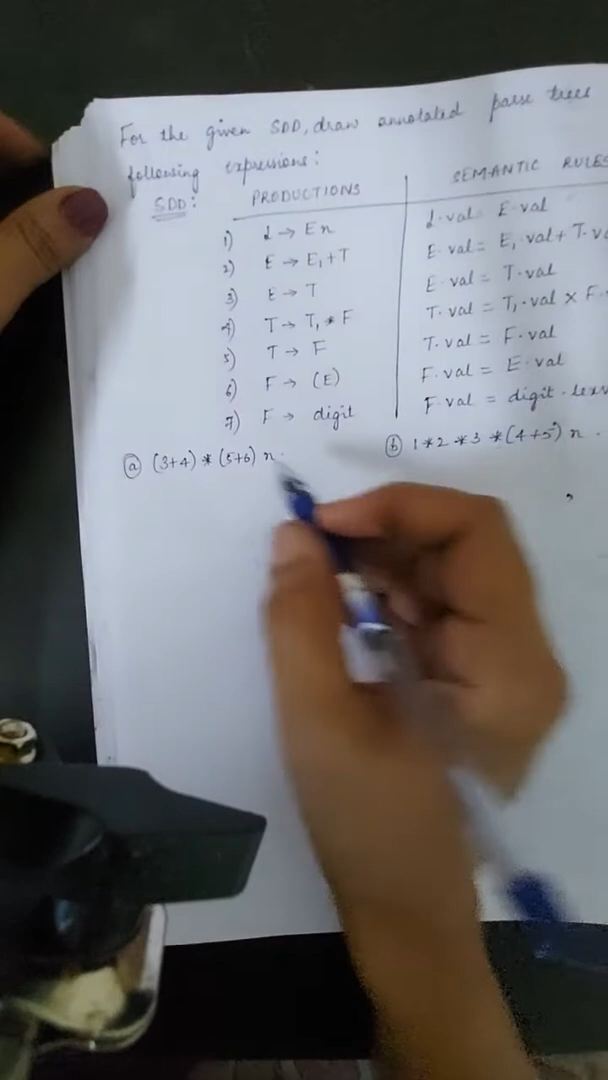 For the given SDD, draw annotated parse trees
following expressions:
SDD:
PRODUCTIONS
SEMANTIC RULES
1) L → En
L.val = E.val
2) E → E₁ + T
E.val = E₁.val + T.va
3) E → T
E.val = T.val
4) T → T₁ * F
T.val = T₁.val × F.
5) T → F
T.val = F.val
6) F → (E)
F.val = E.val
7) F → digit
F.val = digit.lexv
(a) (3+4) * (5+6) n.
(b) 1*2*3*(4+5) n.